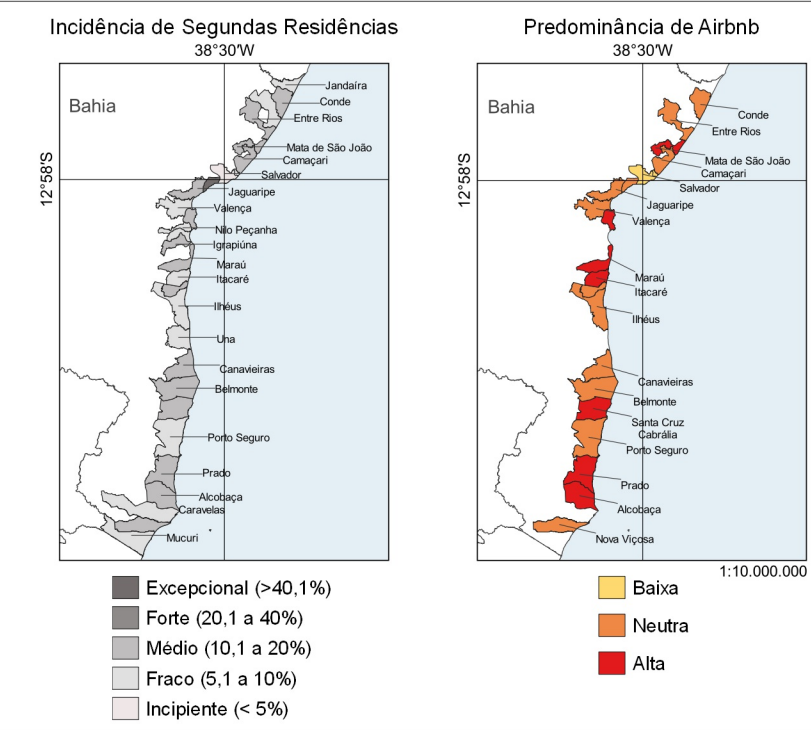 Incidência de Segundas Residências
38°30'W
Bahia
12°58'S
Jandaíra
Conde
Entre Rios
Mata de São João
Camaçari
Salvador
Jaguaripe
Valença
Nilo Peçanha
Igrapiúna
Maraú
Itacaré
Ilhéus
Una
Canavieiras
Belmonte
Porto Seguro
Prado
Alcobaça
Caravelas
Mucuri
Excepcional (>40,1%)
Forte (20,1 a 40%)
Médio (10,1 a 20%)
Fraco (5,1 a 10%)
Incipiente (< 5%)
Predominância de Airbnb
38°30'W
Bahia
12°58'S
Conde
Entre Rios
Mata de São João
Camaçari
Salvador
Jaguaripe
Valença
Maraú
Itacaré
Ilhéus
Canavieiras
Belmonte
Santa Cruz
Cabrália
Porto Seguro
Prado
Alcobaça
Nova Viçosa
1:10.000.000
Baixa
Neutra
Alta